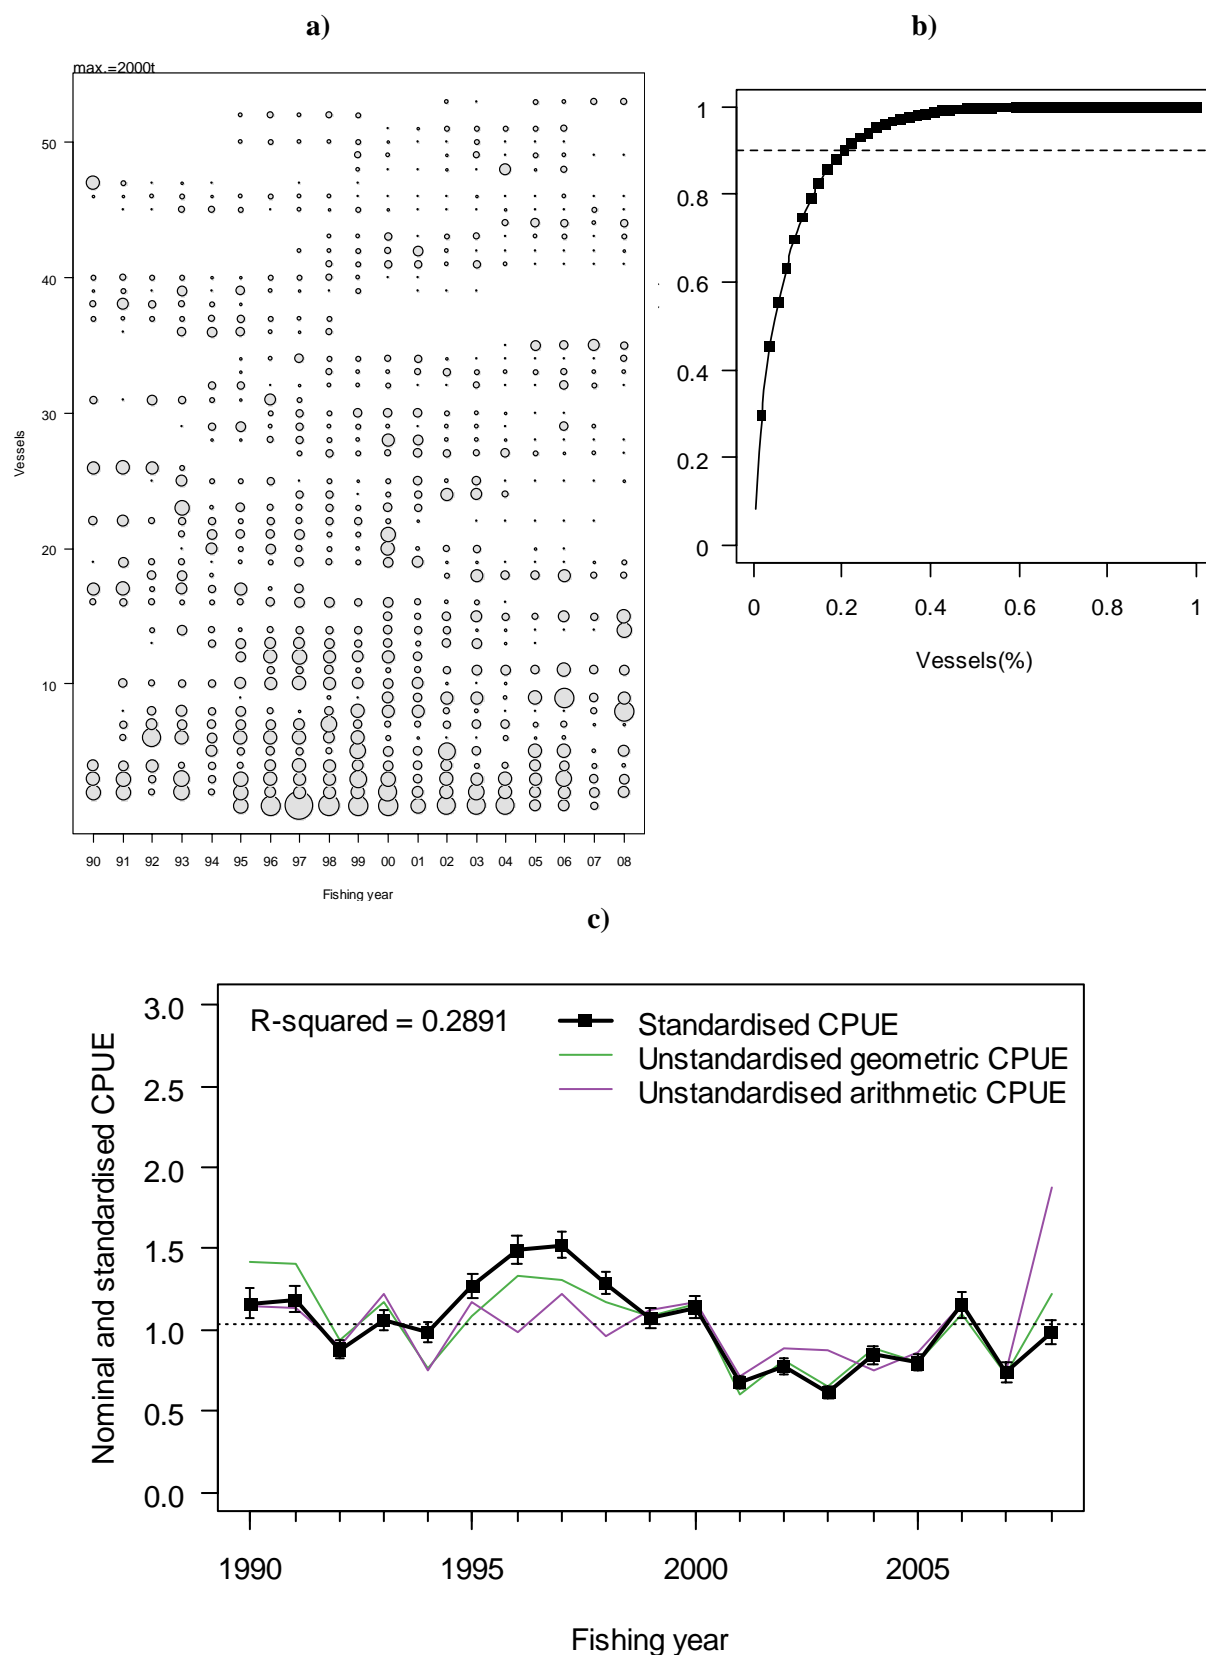 a)
b)
max.=2000t
50
40
30
20
10
Vessels
90 91 92 93 94 95 96 97 98 99 00 01 02 03 04 05 06 07 08
Fishing year
1
0.8
0.6
0.4
0.2
0
0 0.2 0.4 0.6 0.8 1
Vessels(%)
c)
R-squared = 0.2891
Standardised CPUE
Unstandardised geometric CPUE
Unstandardised arithmetic CPUE
Nominal and standardised CPUE
3.0
2.5
2.0
1.5
1.0
0.5
0.0
1990 1995 2000 2005
Fishing year